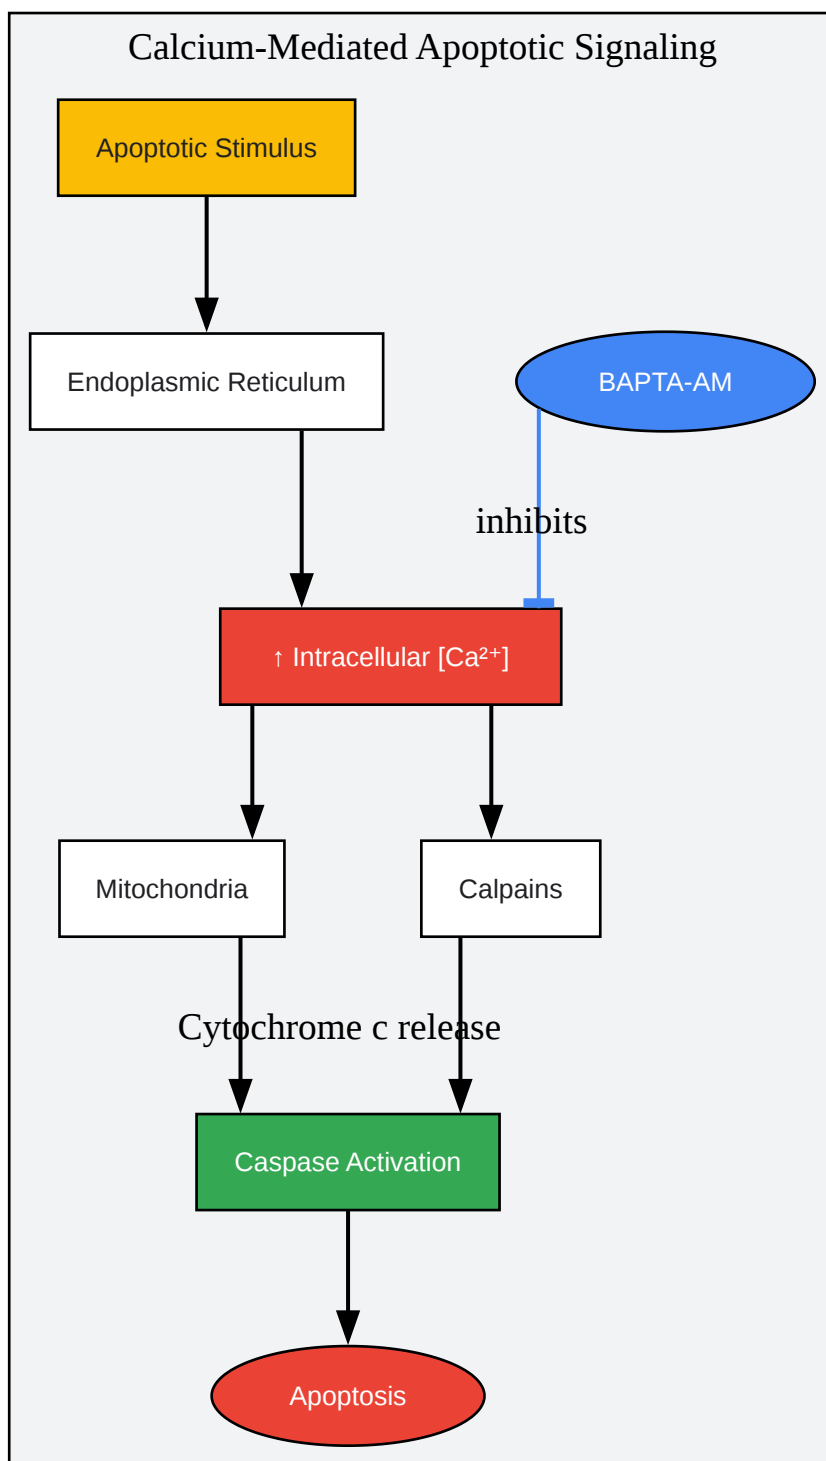 Calcium-Mediated Apoptotic Signaling
Apoptotic Stimulus
Endoplasmic Reticulum
BAPTA-AM
inhibits
↑ Intracellular [Ca²⁺]
Mitochondria
Calpains
Cytochrome c release
Caspase Activation
Apoptosis